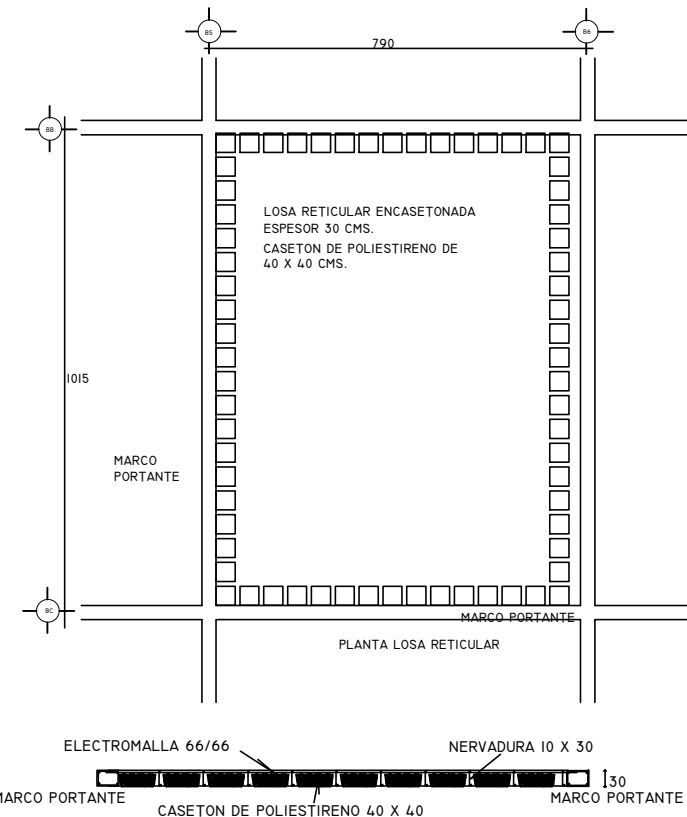 B5
B6
790
BB
LOSA RETICULAR ENCASETONADA
ESPESOR 30 CMS.
CASETON DE POLIESTIRENO DE
40 X 40 CMS.
1015
MARCO
PORTANTE
BC
MARCO PORTANTE
PLANTA LOSA RETICULAR
ELECTROMALLA 66/66
NERVADURA 10 X 30
30
MARCO PORTANTE
MARCO PORTANTE
CASETON DE POLIESTIRENO 40 X 40